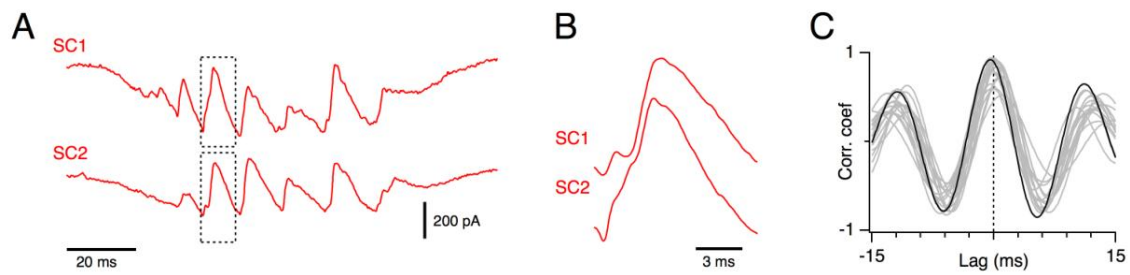 A
SC1
SC2
20 ms
200 pA
B
SC1
SC2
3 ms
C
1
Corr. coef
-1
-15
Lag (ms)
15